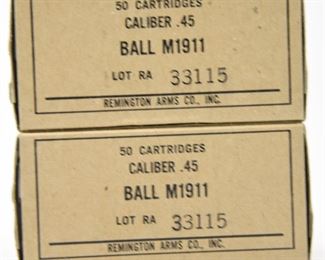 50 CARTRIDGES
CALIBER .45
BALL M1911
LOT RA 33115
REMINGTON ARMS CO., INC.
50 CARTRIDGES
CALIBER .45
BALL M1911
LOT RA 33115
REMINGTON ARMS CO., INC.